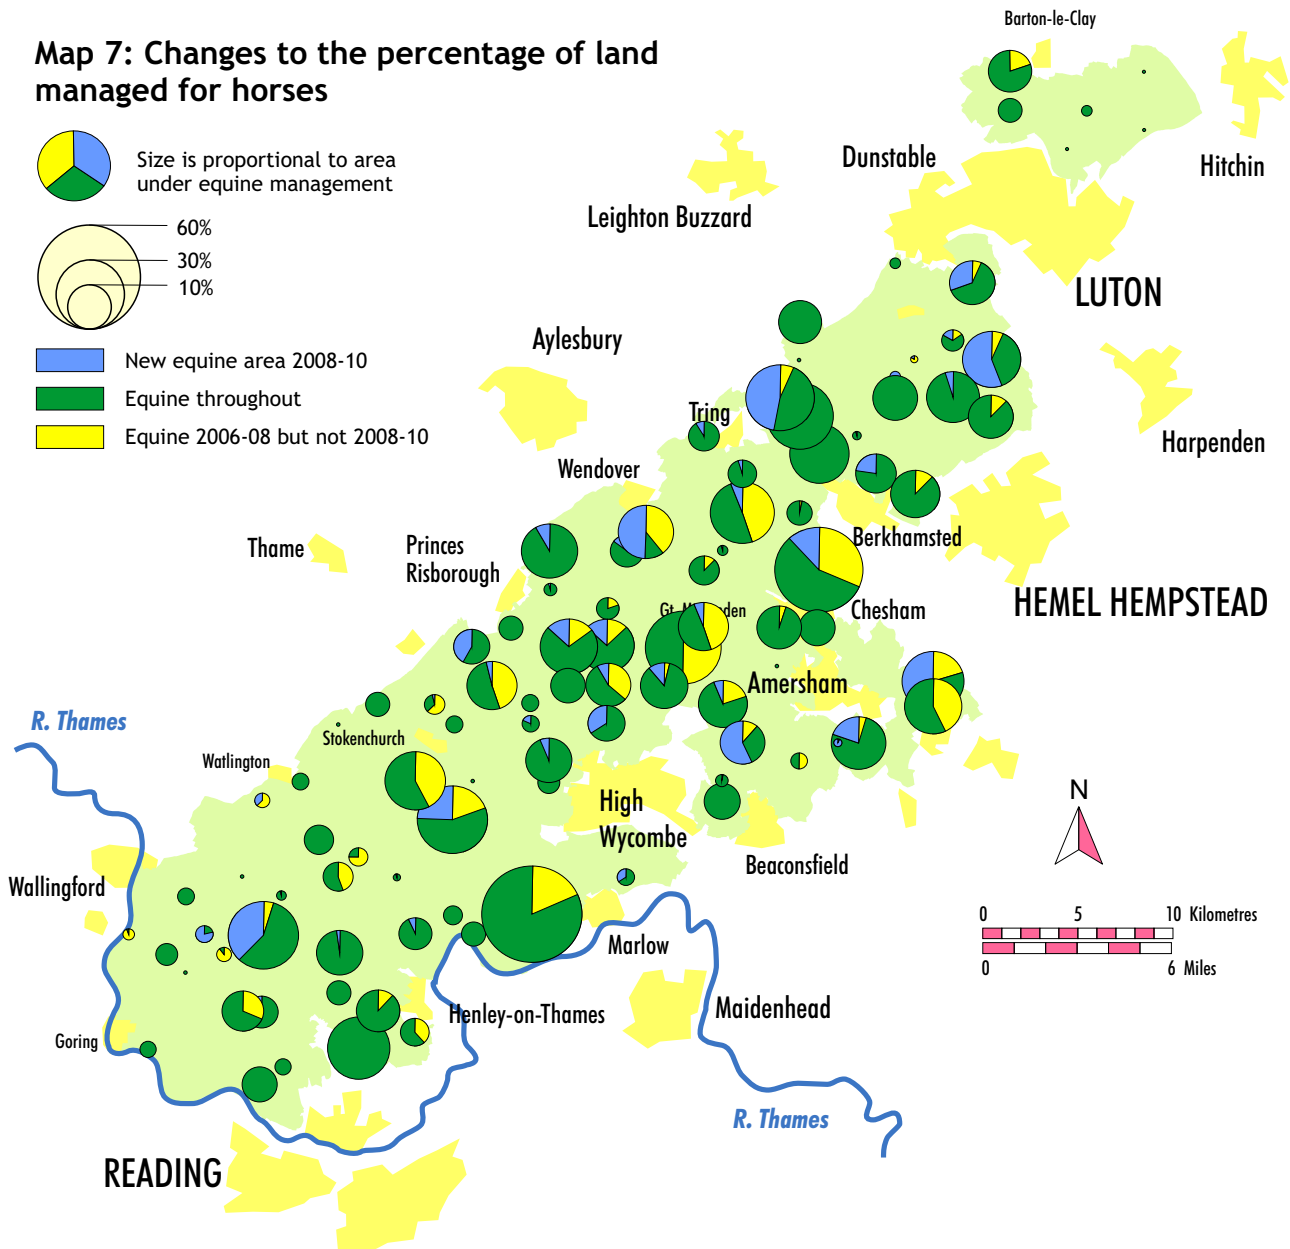 Map 7: Changes to the percentage of land
managed for horses
Size is proportional to area
under equine management
60%
30%
10%
New equine area 2008-10
Equine throughout
Equine 2006-08 but not 2008-10
Barton-le-Clay
Hitchin
Dunstable
Leighton Buzzard
LUTON
Aylesbury
Harpenden
Tring
Wendover
Berkhamsted
Thame
Princes
Risborough
HEMEL HEMPSTEAD
Chesham
Amersham
R. Thames
Stokenchurch
Watlington
High
Wycombe
N
Beaconsfield
Wallingford
0 5 10 Kilometres
0 6 Miles
Marlow
Maidenhead
Henley-on-Thames
Goring
R. Thames
READING